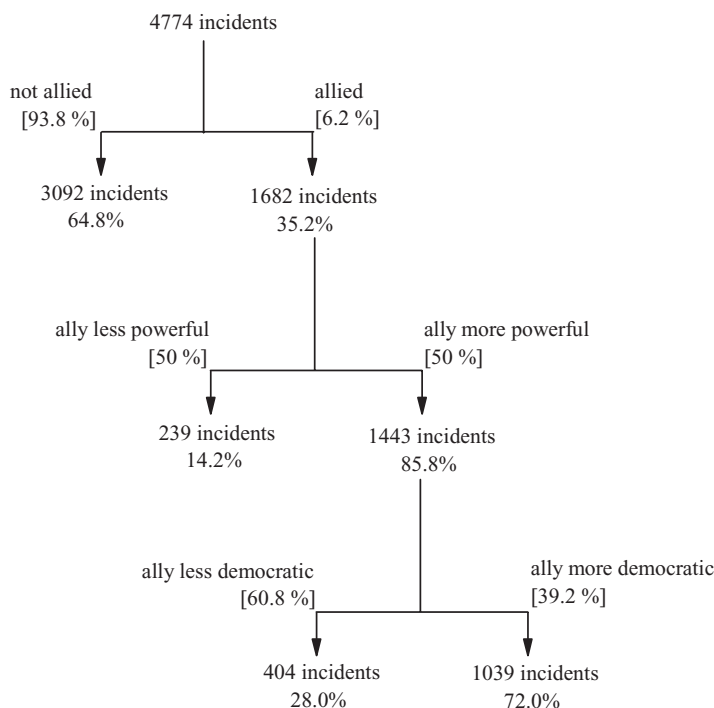 4774 incidents
not allied
[93.8 %]
allied
[6.2 %]
3092 incidents
64.8%
1682 incidents
35.2%
ally less powerful
[50 %]
ally more powerful
[50 %]
239 incidents
14.2%
1443 incidents
85.8%
ally less democratic
[60.8 %]
ally more democratic
[39.2 %]
404 incidents
28.0%
1039 incidents
72.0%